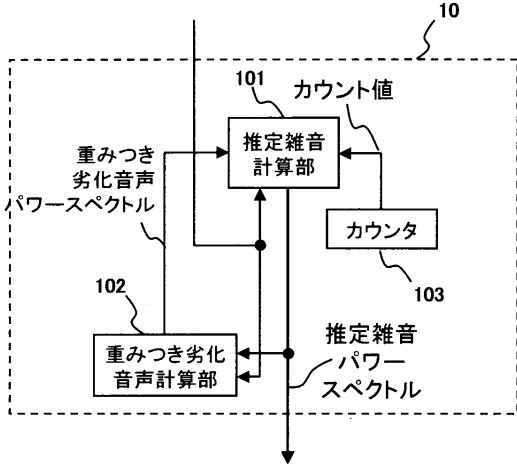 10
101
カウント値
推定雑音
計算部
重みつき
劣化音声
パワースペクトル
カウンタ
103
102
重みつき劣化
音声計算部
推定雑音
パワー
スペクトル